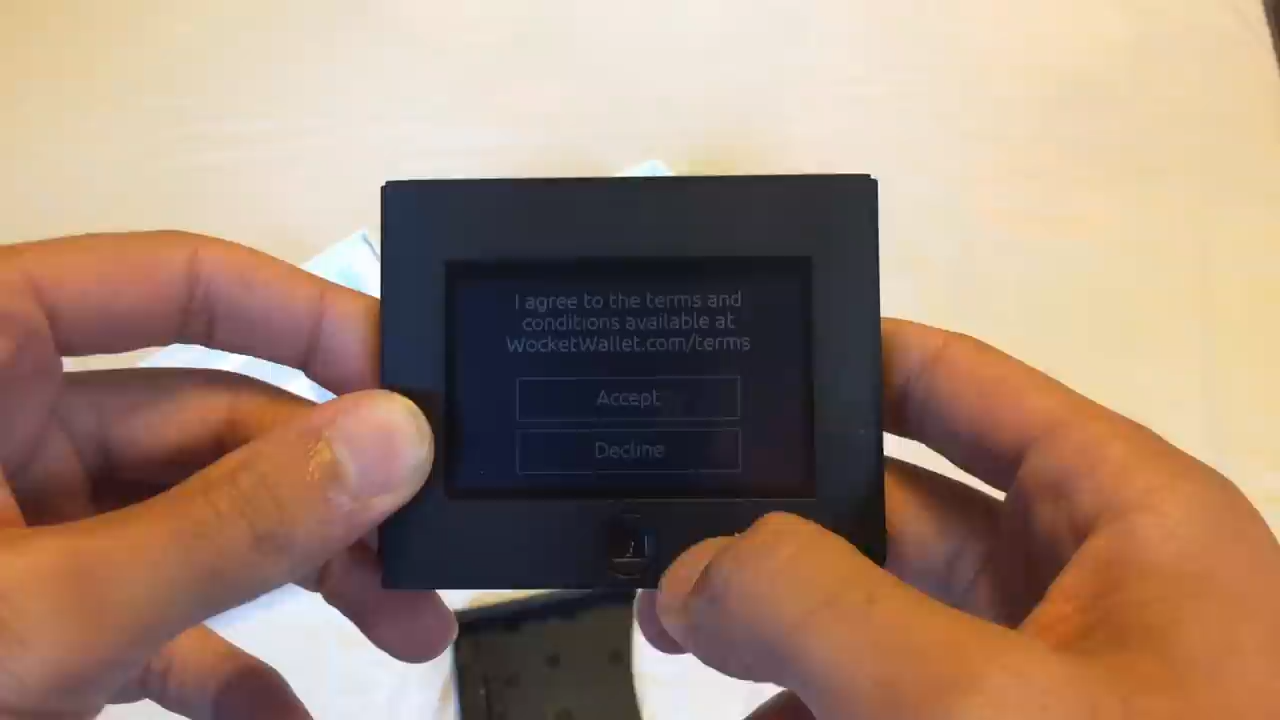 I agree to the terms and
conditions available at
WocketWallet.com/terms
Accept
Decline